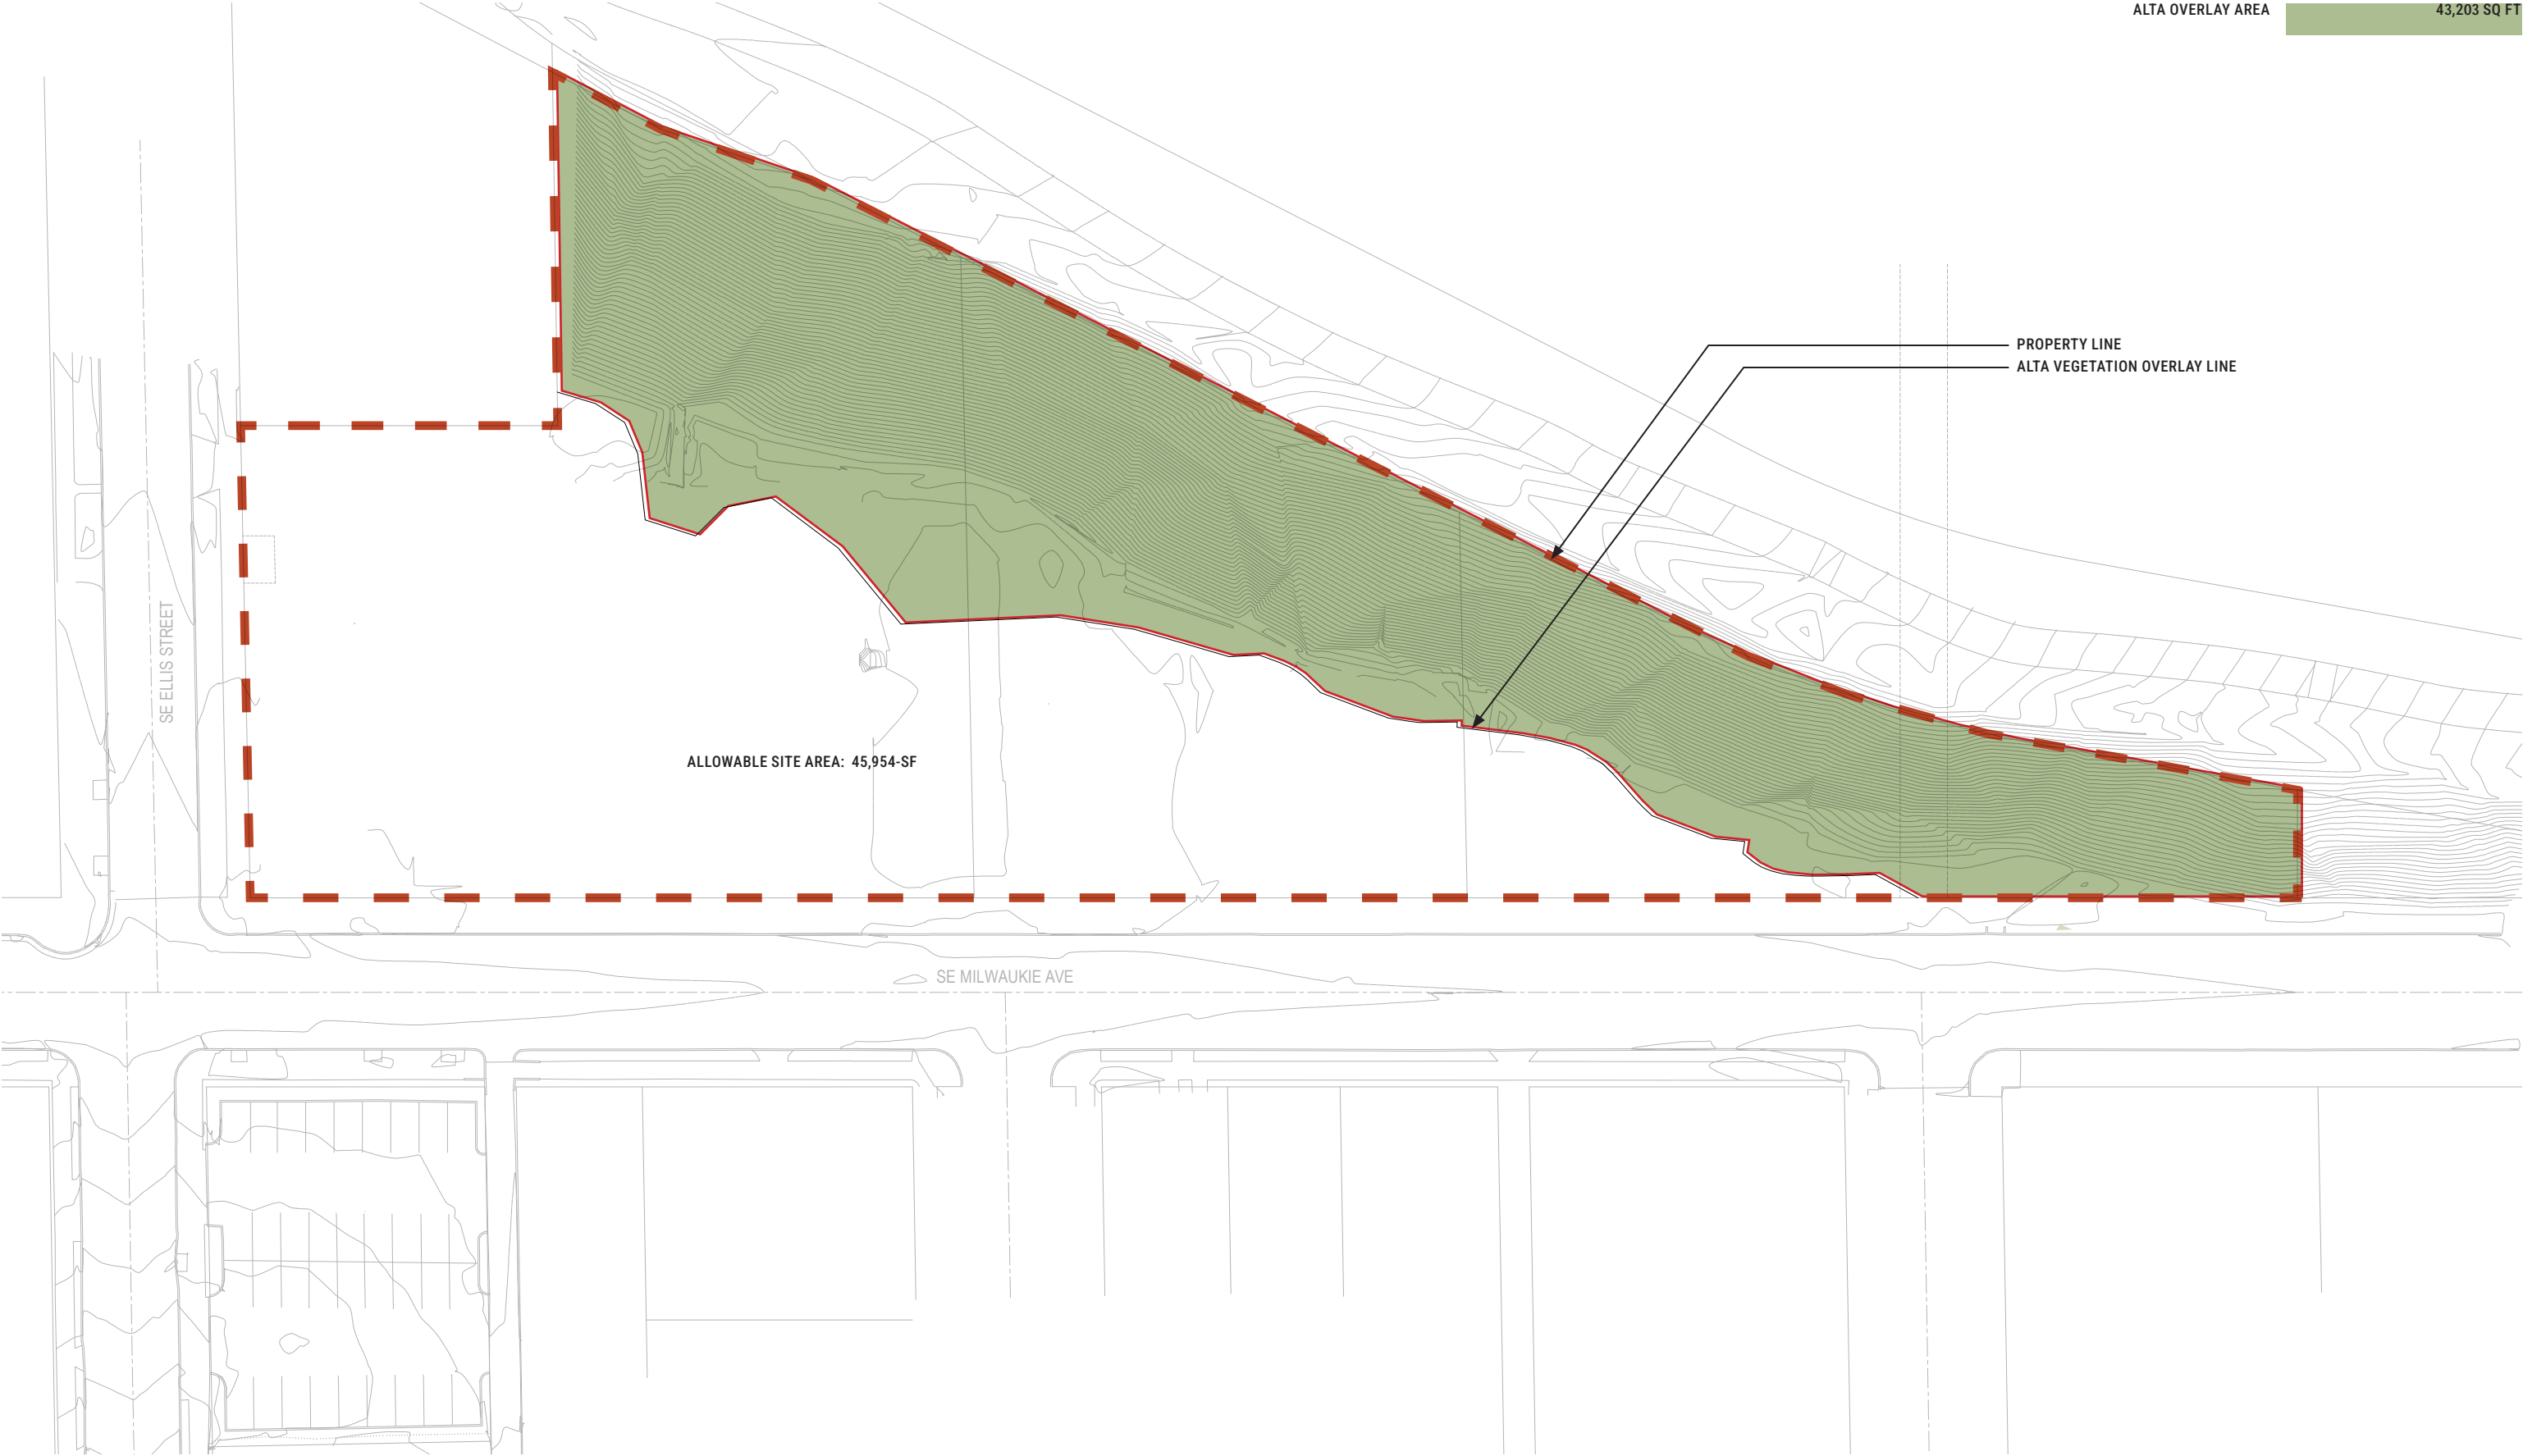 ALTA OVERLAY AREA 43,203 SQ FT
PROPERTY LINE
ALTA VEGETATION OVERLAY LINE
SE ELLIS STREET
ALLOWABLE SITE AREA: 45,954-SF
SE MILWAUKIE AVE